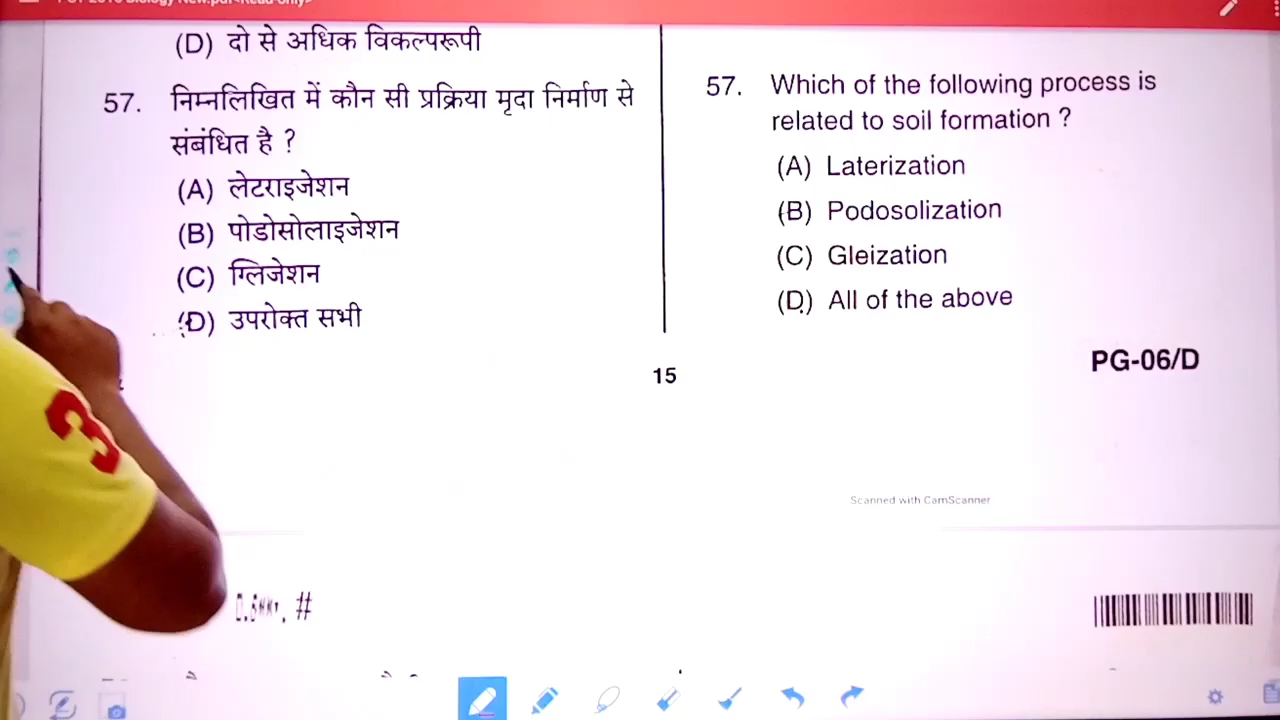 (D) दो से अधिक विकल्परूपी
57. निम्नलिखित में कौन सी प्रक्रिया मृदा निर्माण से
संबंधित है ?
(A) लेटराइजेशन
(B) पोडोसोलाइजेशन
(C) ग्लिजेशन
(D) उपरोक्त सभी
57. Which of the following process is
related to soil formation ?
(A) Laterization
(B) Podosolization
(C) Gleization
(D) All of the above
15
PG-06/D
Scanned with CamScanner
3